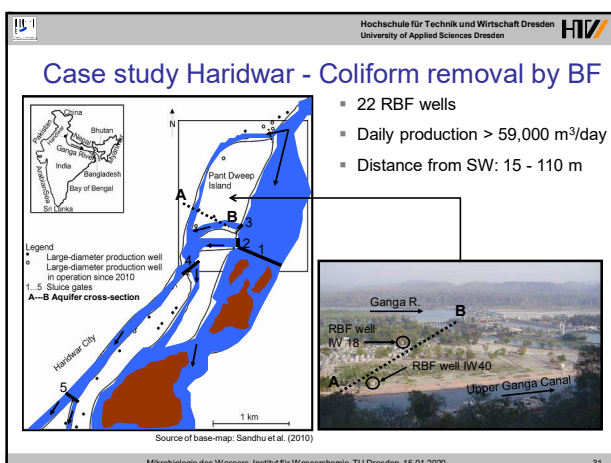 Hochschule für Technik und Wirtschaft Dresden
University of Applied Sciences Dresden
HTW
Case study Haridwar - Coliform removal by BF
▪ 22 RBF wells
▪ Daily production > 59,000 m³/day
▪ Distance from SW: 15 - 110 m
China
Pakistan
Haridwar
Nepal
Bhutan
Ganga River
Myanmar
India
Bangladesh
Arabian Sea
Bay of Bengal
Sri Lanka
N
Pant Dweep
Island
A
B
3
2
1
4
Legend
Large-diameter production well
Large-diameter production well
in operation since 2010
1...5 Sluice gates
A---B Aquifer cross-section
Haridwar City
5
1 km
Source of base-map: Sandhu et al. (2010)
Ganga R.
B
RBF well
IW 18
RBF well IW40
A
Upper Ganga Canal
Mikrobiologie des Wassers, Institut für Wasserchemie, TU Dresden, 15.01.2020
31